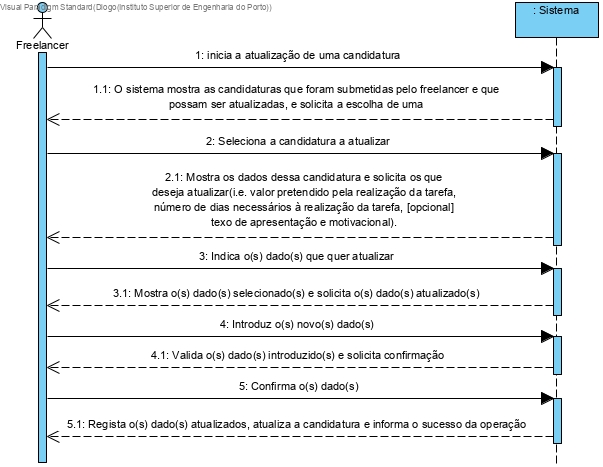 Visual Paradigm Standard(Diogo(Instituto Superior de Engenharia do Porto))
: Sistema
Freelancer
1: inicia a atualização de uma candidatura
1.1: O sistema mostra as candidaturas que foram submetidas pelo freelancer e que
possam ser atualizadas, e solicita a escolha de uma
2: Seleciona a candidatura a atualizar
2.1: Mostra os dados dessa candidatura e solicita os que
deseja atualizar(i.e. valor pretendido pela realização da tarefa,
número de dias necessários à realização da tarefa, [opcional]
texo de apresentação e motivacional).
3: Indica o(s) dado(s) que quer atualizar
3.1: Mostra o(s) dado(s) selecionado(s) e solicita o(s) dado(s) atualizado(s)
4: Introduz o(s) novo(s) dado(s)
4.1: Valida o(s) dado(s) introduzido(s) e solicita confirmação
5: Confirma o(s) dado(s)
5.1: Regista o(s) dado(s) atualizados, atualiza a candidatura e informa o sucesso da operação